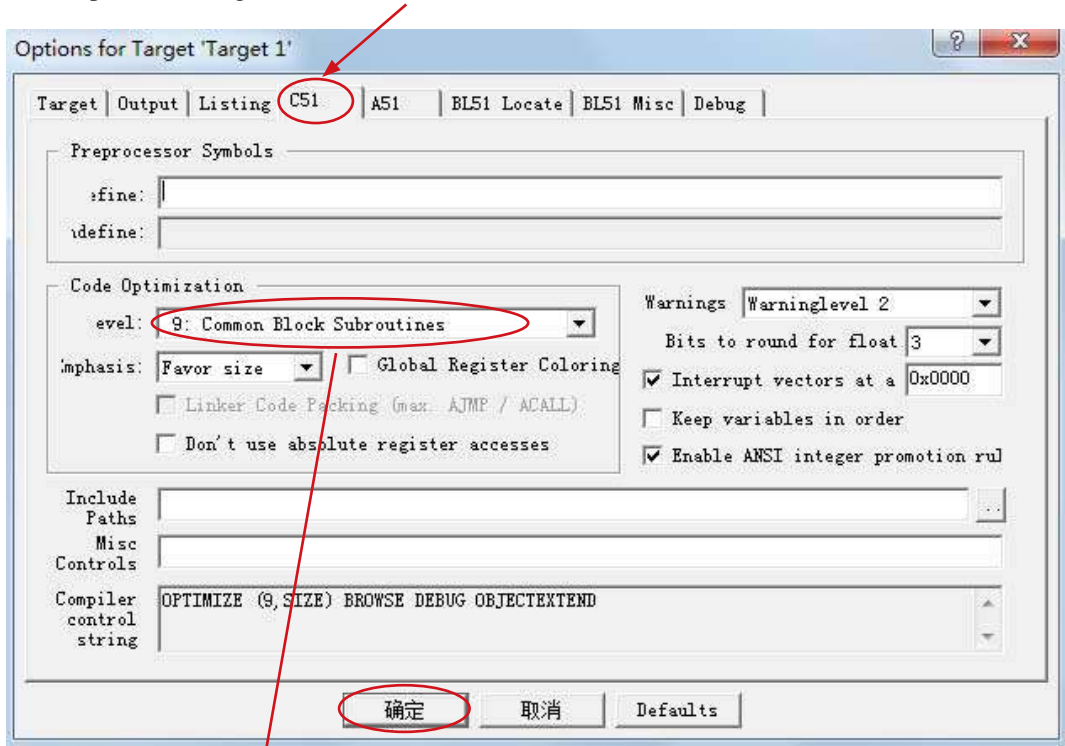 Options for Target 'Target 1'
Target | Output | Listing C51 | A51 | BL51 Locate | BL51 Misc | Debug |
Preprocessor Symbols
efine:
define:
Code Optimization
evel: 9: Common Block Subroutines
mphasis: Favor size Global Register Coloring
Linker Code Packing (max. AJMP / ACALL)
Don't use absolute register accesses
Warnings Warninglevel 2
Bits to round for float 3
Interrupt vectors at a 0x0000
Keep variables in order
Enable ANSI integer promotion rul
Include
Paths
..
Misc
Controls
Compiler
control
string
OPTIMIZE (9,SIZE) BROWSE DEBUG OBJECTEXTEND
确定 取消 Defaults